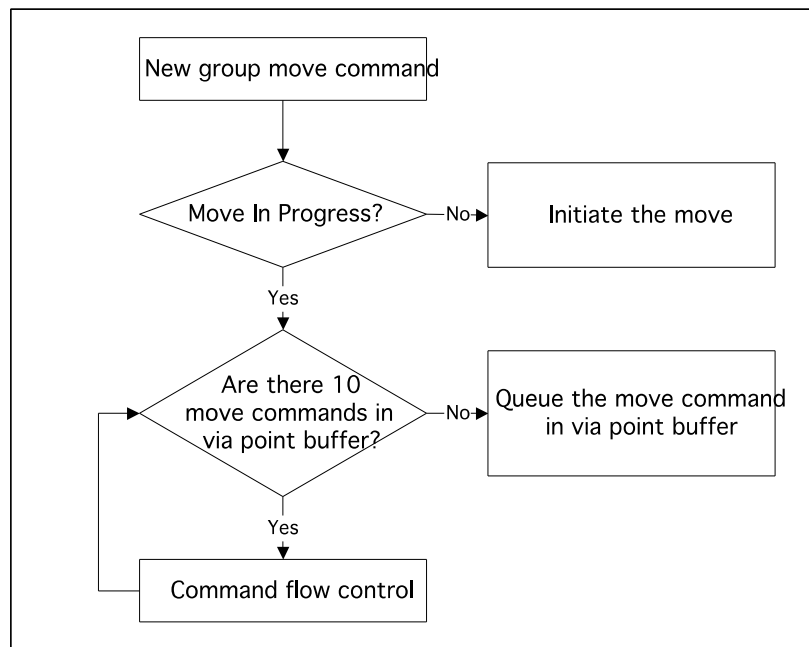 New group move command
Move In Progress?
No
Initiate the move
Yes
Are there 10
move commands in
via point buffer?
No
Queue the move command
in via point buffer
Yes
Command flow control